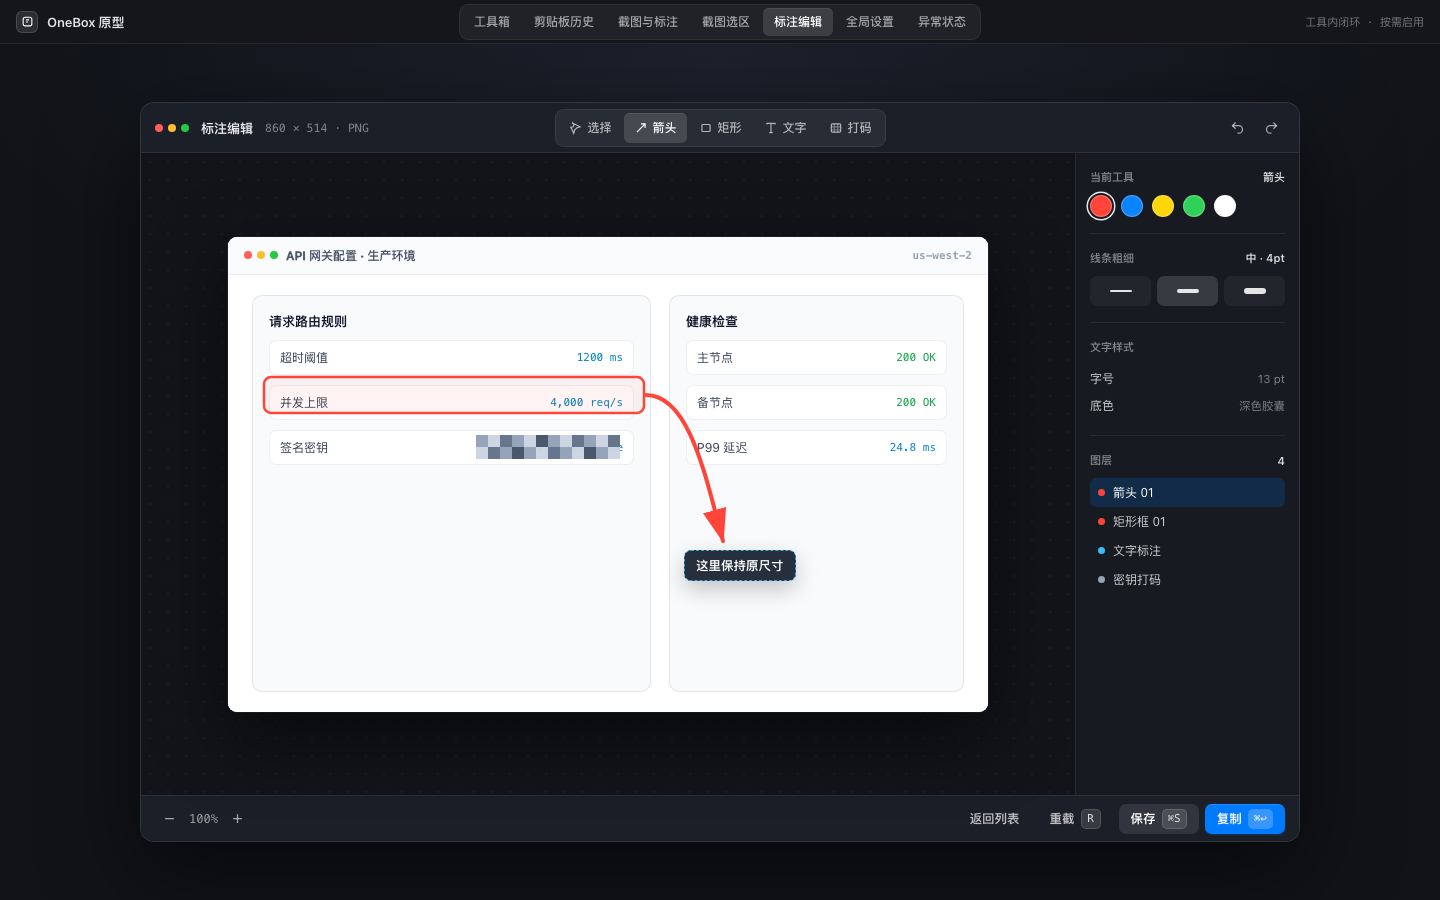 OneBox 原型
工具箱
剪贴板历史
截图与标注
截图选区
标注编辑
全局设置
异常状态
工具内闭环 · 按需启用
标注编辑
860 × 514 · PNG
选择
箭头
矩形
文字
打码
API 网关配置 · 生产环境
us-west-2
请求路由规则
超时阈值
1200 ms
并发上限
4,000 req/s
签名密钥
健康检查
主节点
200 OK
备节点
200 OK
P99 延迟
24.8 ms
这里保持原尺寸
当前工具
箭头
线条粗细
中 · 4pt
文字样式
字号
13 pt
底色
深色胶囊
图层
4
箭头 01
矩形框 01
文字标注
密钥打码
− 100% +
返回列表
重截 R
保存 ⌘S
复制 ⌘↩